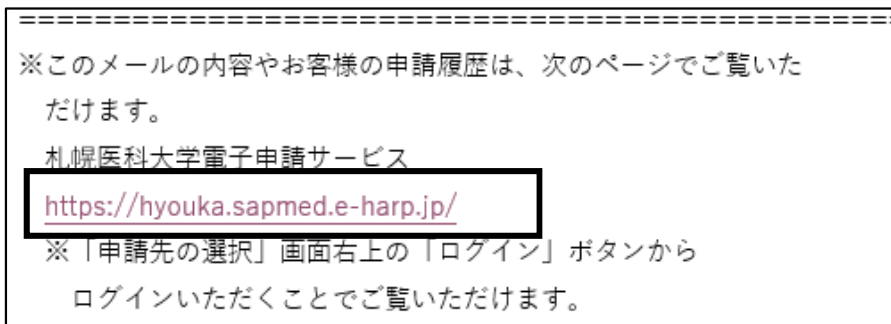 ============================================
※このメールの内容やお客様の申請履歴は、次のページでご覧いた
だけます。
札幌医科大学電子申請サービス
https://hyouka.sapmed.e-harp.jp/
※「申請先の選択」画面右上の「ログイン」ボタンから
ログインいただくことでご覧いただけます。